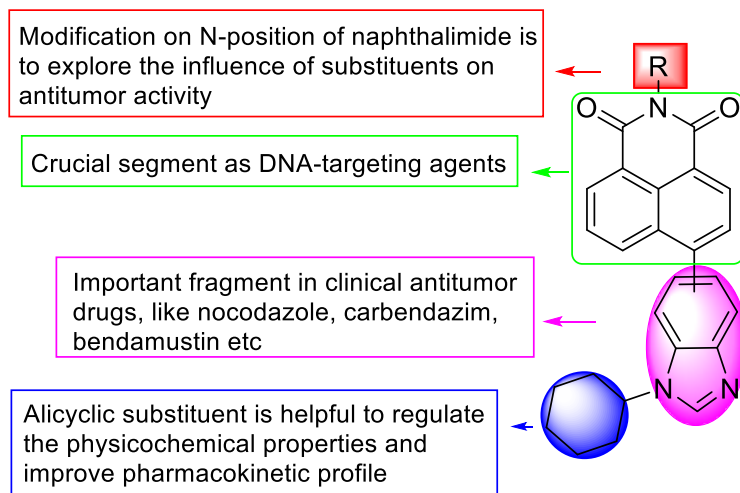 Modification on N-position of naphthalimide is
to explore the influence of substituents on
antitumor activity
R
O
N
O
Crucial segment as DNA-targeting agents
Important fragment in clinical antitumor
drugs, like nocodazole, carbendazim,
bendamustin etc
N
N
Alicyclic substituent is helpful to regulate
the physicochemical properties and
improve pharmacokinetic profile